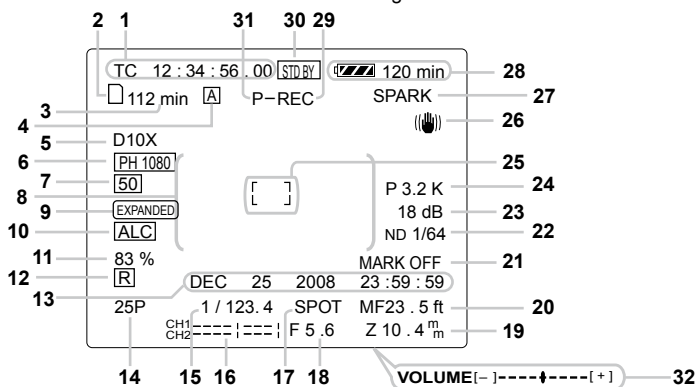 2 1 31 30 29
TC 12 : 34 : 56 . 00 STD BY 120 min 28
112 min A P–REC SPARK 27
3
4
26
5 D10X
6 PH 1080 25
7 50 P 3.2 K 24
8
9 EXPANDED 18 dB 23
10 ALC ND 1/64 22
11 83 % MARK OFF 21
12 R
13 DEC 25 2008 23 : 59 : 59
25P 1 / 123. 4 SPOT MF23 . 5 ft 20
CH1 F 5 .6 Z 10 . 4 mm 19
CH2
14 15 16 17 18
VOLUME [ – ] [ + ] 32